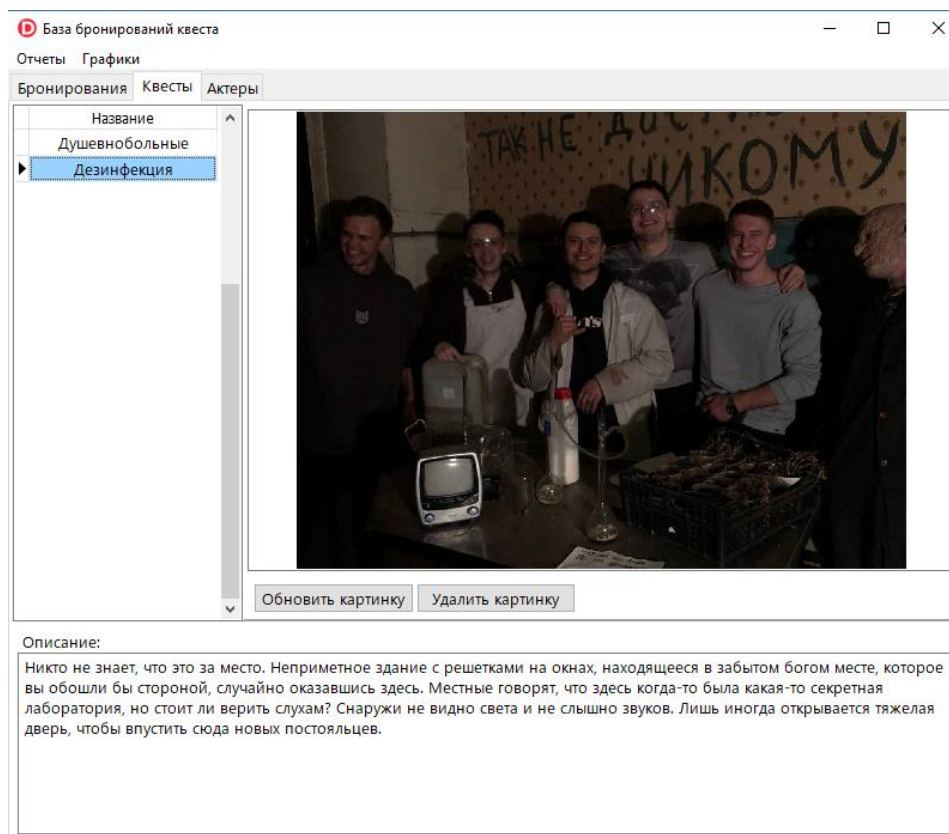 База бронирований квеста
Отчеты Графики
Бронирования Квесты Актеры
Название
Душевнобольные
Дезинфекция
ТАК НЕ
НИКОМУ
Обновить картинку Удалить картинку
Описание:
Никто не знает, что это за место. Неприметное здание с решетками на окнах, находящееся в забытом богом месте, которое
вы обошли бы стороной, случайно оказавшись здесь. Местные говорят, что здесь когда-то была какая-то секретная
лаборатория, но стоит ли верить слухам? Снаружи не видно света и не слышно звуков. Лишь иногда открывается тяжелая
дверь, чтобы впустить сюда новых постояльцев.